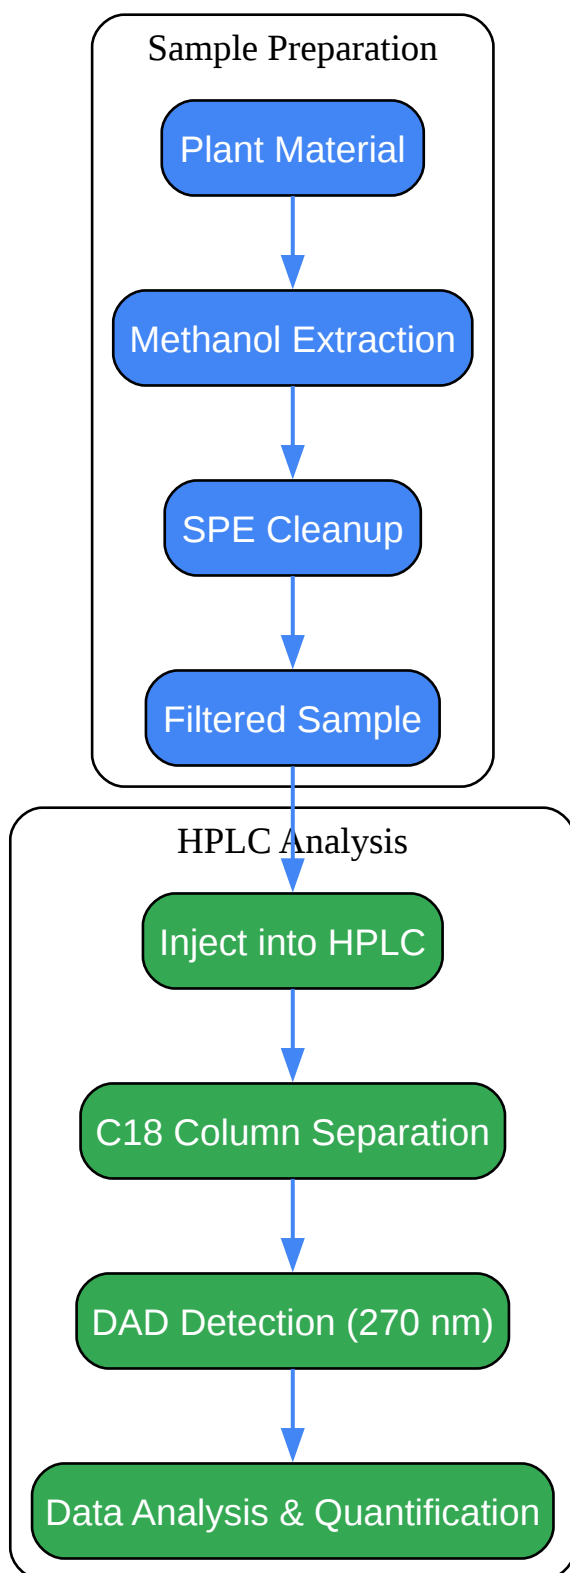 Sample Preparation
Plant Material
Methanol Extraction
SPE Cleanup
Filtered Sample
HPLC Analysis
Inject into HPLC
C18 Column Separation
DAD Detection (270 nm)
Data Analysis & Quantification